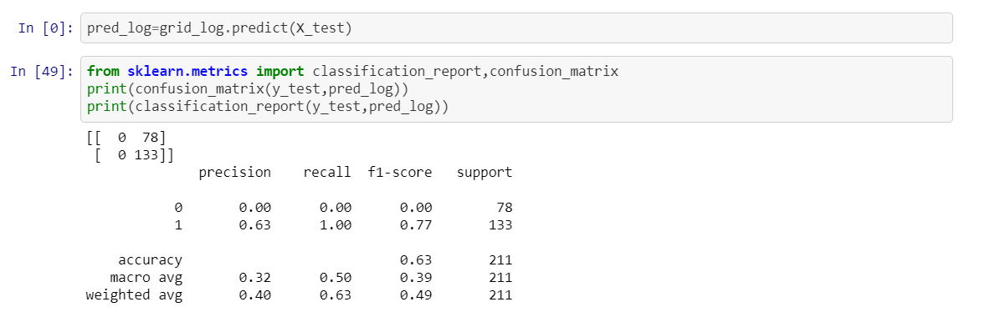 In [0]: pred_log=grid_log.predict(X_test)
In [49]: from sklearn.metrics import classification_report,confusion_matrix
print(confusion_matrix(y_test,pred_log))
print(classification_report(y_test,pred_log))
[[  0  78]
 [  0 133]]
              precision    recall  f1-score   support
           0       0.00      0.00      0.00        78
           1       0.63      1.00      0.77       133
    accuracy                           0.63       211
   macro avg       0.32      0.50      0.39       211
weighted avg       0.40      0.63      0.49       211